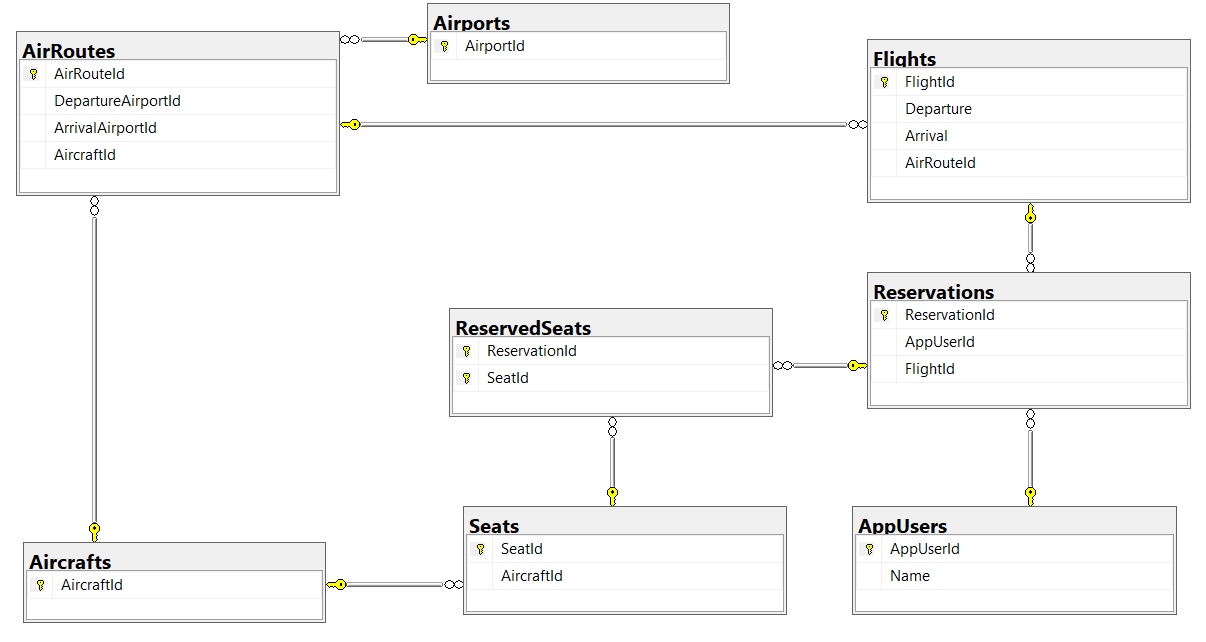 Airports
AirportId
AirRoutes
AirRouteId
DepartureAirportId
ArrivalAirportId
AircraftId
Flights
FlightId
Departure
Arrival
AirRouteId
Reservations
ReservationId
AppUserId
FlightId
ReservedSeats
ReservationId
SeatId
Seats
SeatId
AircraftId
AppUsers
AppUserId
Name
Aircrafts
AircraftId